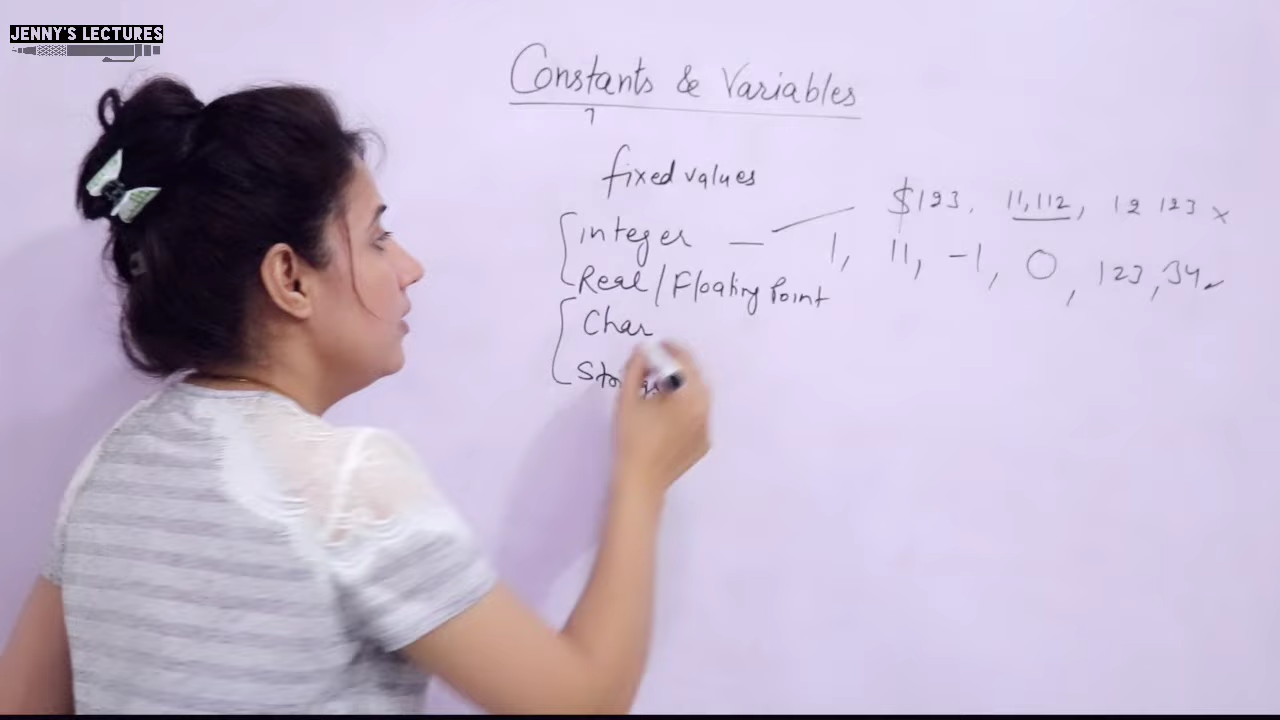 JENNY'S LECTURES
Constants & Variables
fixed values
$123, 11,112, 12 123 x
integer — 1, 11, -1, 0, 123, 34
Real / Floating Point
Char